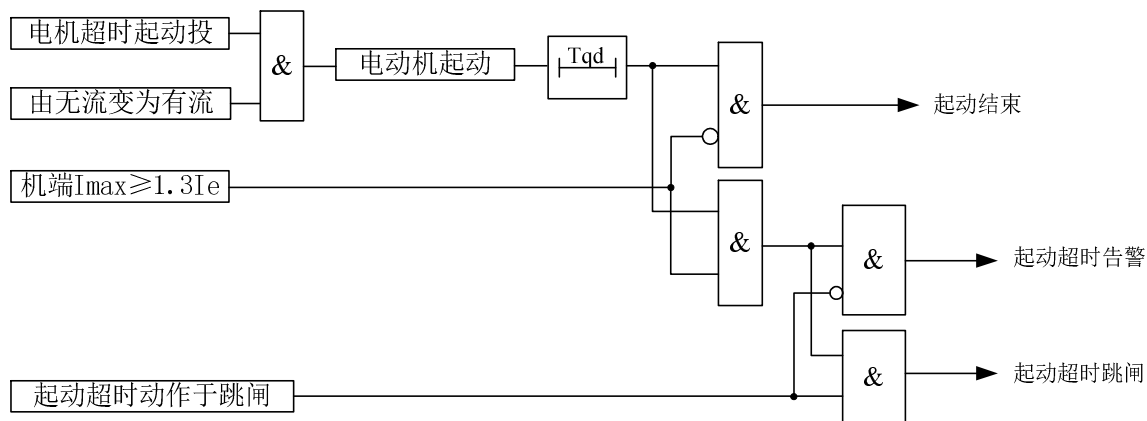 电机超时起动投
&
由无流变为有流
电动机起动
Tqd
&
起动结束
机端Imax≥1.3Ie
&
&
起动超时告警
&
起动超时跳闸
起动超时动作于跳闸